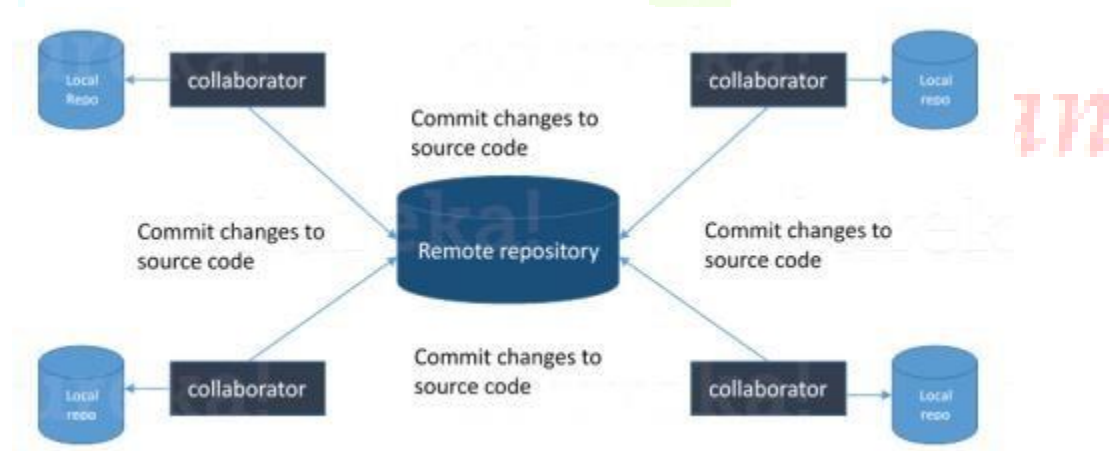 Local
Repo
collaborator
collaborator
Local
repo
Commit changes to
source code
Commit changes to
source code
eka!
Remote repository
Commit changes to
source code
Commit changes to
source code
Local
repo
collaborator
collaborator
Local
repo